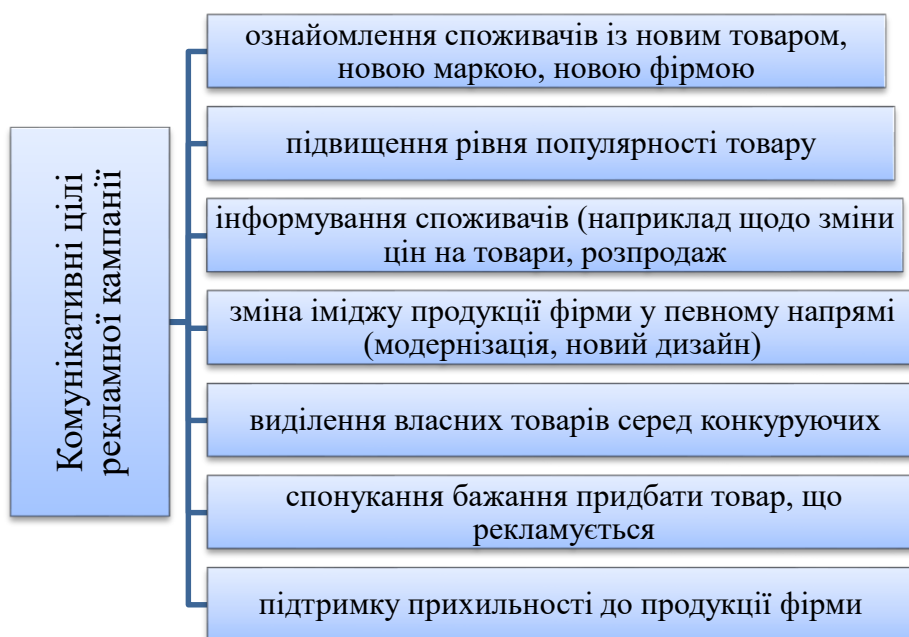 Комунікативні цілі
рекламної кампанії
ознайомлення споживачів із новим товаром,
новою маркою, новою фірмою
підвищення рівня популярності товару
інформування споживачів (наприклад щодо зміни
цін на товари, розпродаж
зміна іміджу продукції фірми у певному напрямі
(модернізація, новий дизайн)
виділення власних товарів серед конкуруючих
спонукання бажання придбати товар, що
рекламується
підтримку прихильності до продукції фірми